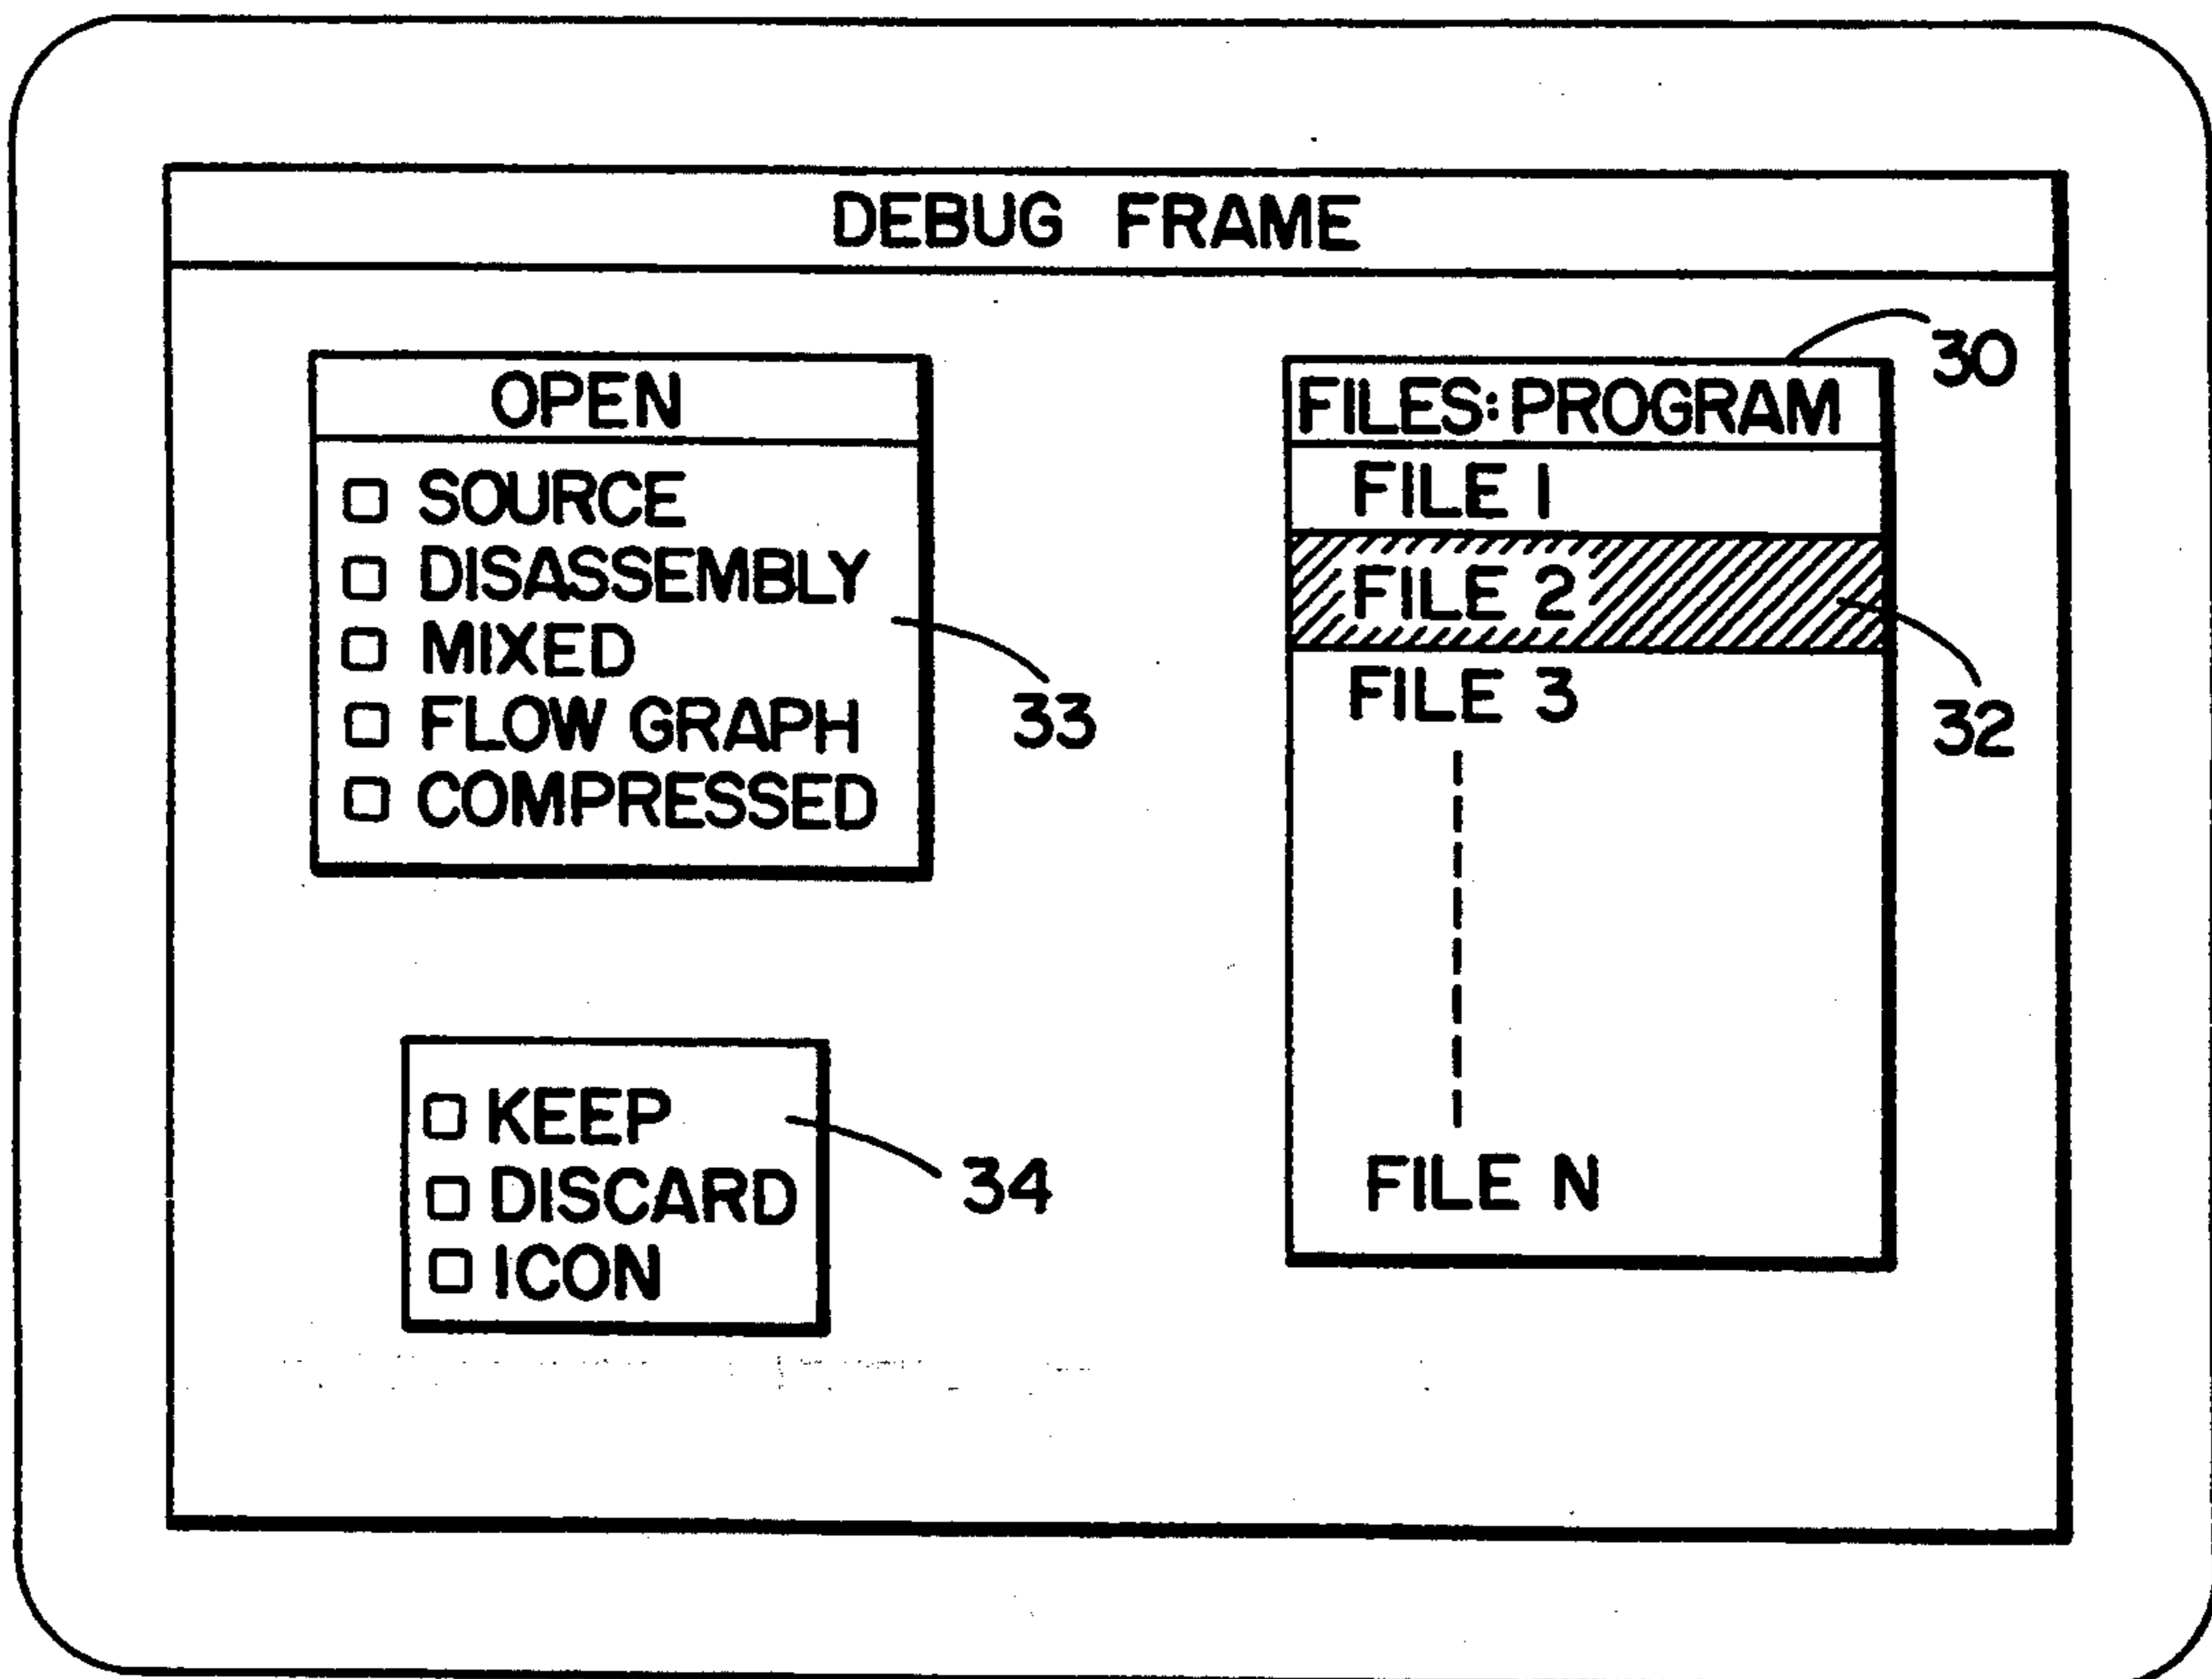 DEBUG FRAME
OPEN
SOURCE
DISASSEMBLY
MIXED
FLOW GRAPH
COMPRESSED
33
KEEP
DISCARD
ICON
34
30
FILES: PROGRAM
FILE 1
FILE 2
32
FILE 3
FILE N